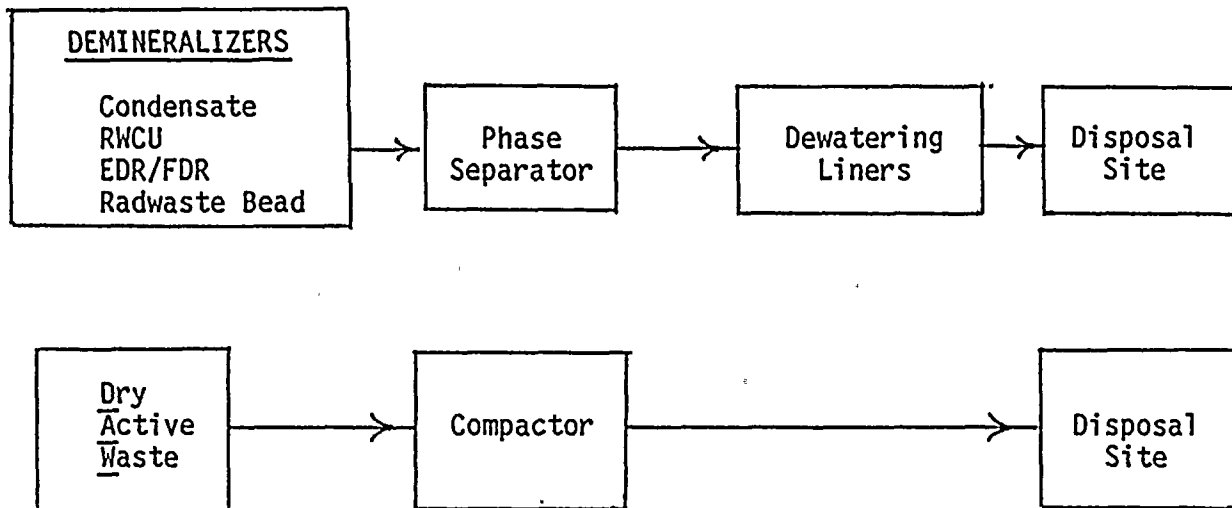 DEMINERALIZERS
Condensate
RWCU
EDR/FDR
Radwaste Bead
Phase
Separator
Dewatering
Liners
Disposal
Site
Dry
Active
Waste
Compactor
Disposal
Site